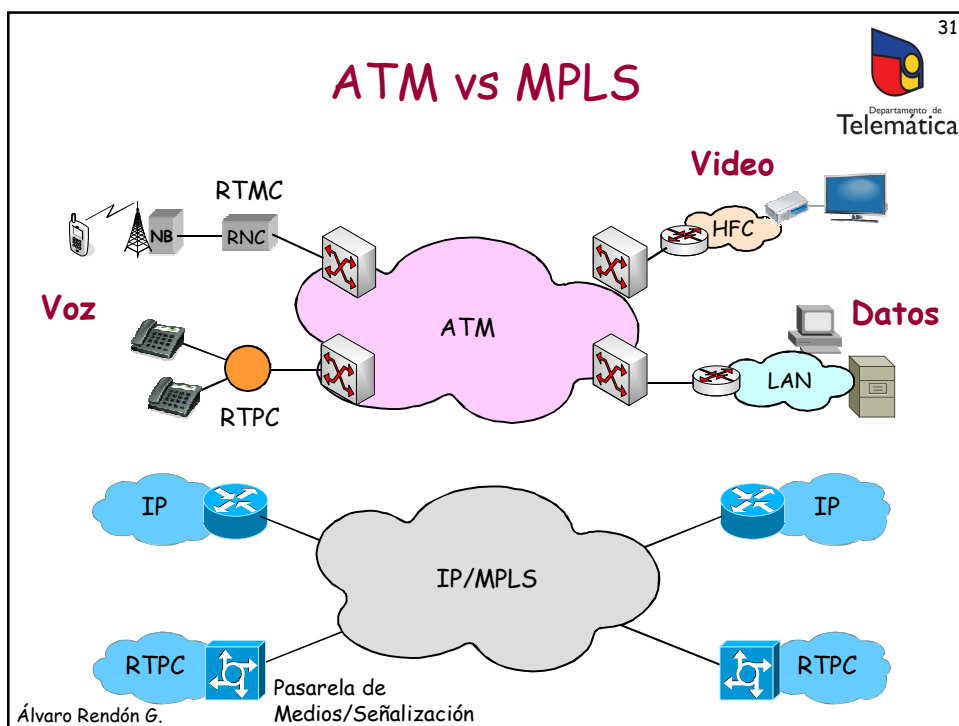 31
ATM vs MPLS
Departamento de
Telemática
Video
RTMC
NB
RNC
HFC
Voz
Datos
ATM
LAN
RTPC
IP
IP
IP/MPLS
RTPC
RTPC
Pasarela de
Medios/Señalización
Álvaro Rendón G.